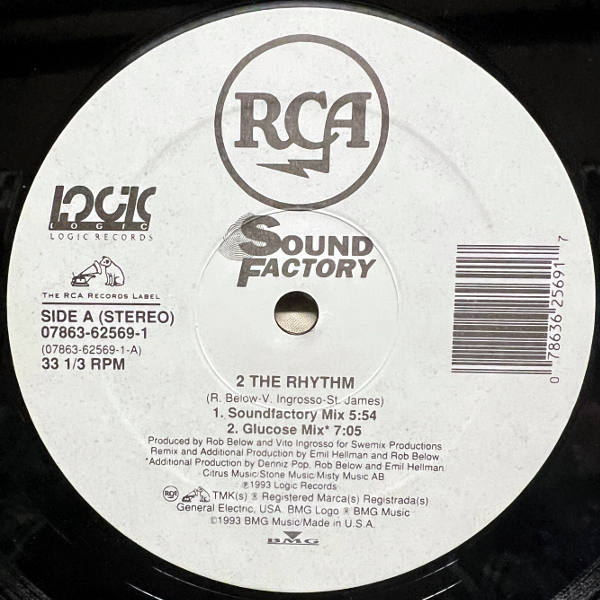 RCA
LOGIC
LOGIC
LOGIC RECORDS
SOUND
FACTORY
THE RCA RECORDS LABEL
SIDE A (STEREO)
07863-62569-1
(07863-62569-1-A)
33 1/3 RPM
0 78636 25691 7
2 THE RHYTHM
(R. Below-V. Ingrosso-St. James)
1. Soundfactory Mix 5:54
2. Glucose Mix* 7:05
Produced by Rob Below and Vito Ingrosso for Swemix Productions
Remix and Additional Production by Emil Hellman and Rob Below.
*Additional Production by Denniz Pop, Rob Below and Emil Hellman.
Citrus Music/Stone Music/Misty Music AB
℗1993 Logic Records
RCA TMK(s) ® Registered Marca(s) Registrada(s)
General Electric, USA. BMG Logo ® BMG Music
©1993 BMG Music/Made in U.S.A.
BMG